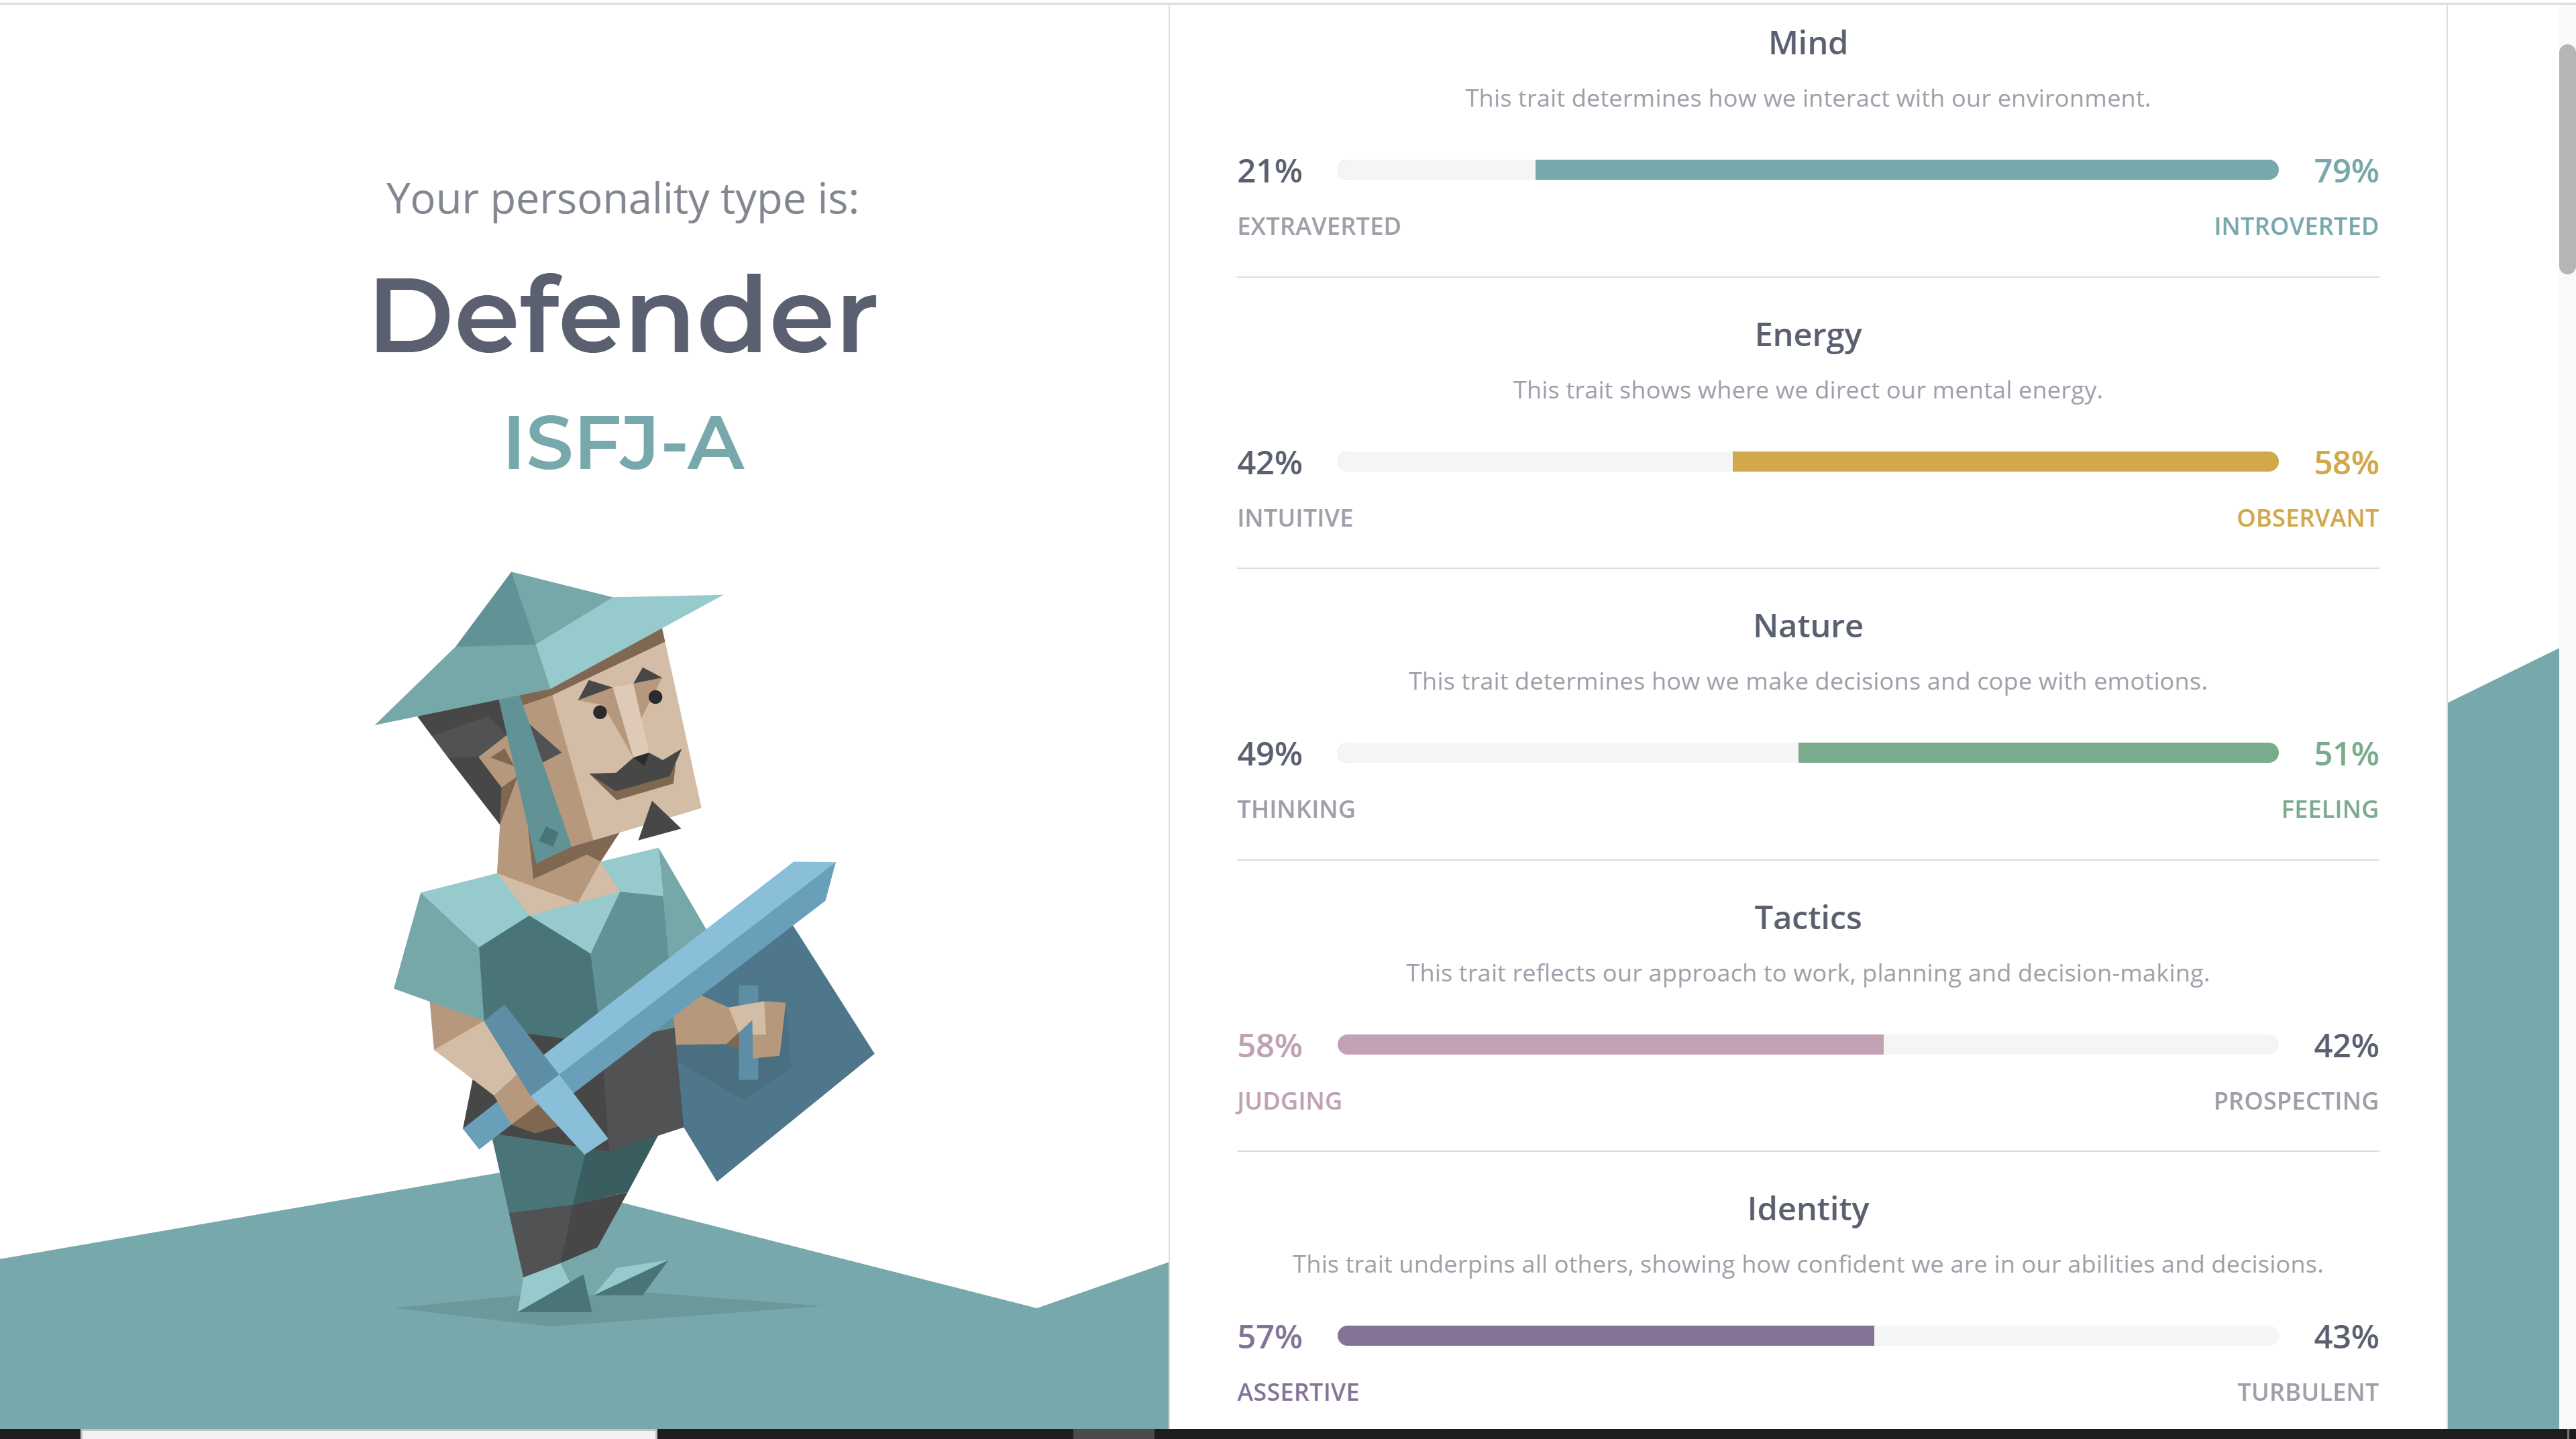 Your personality type is:
Defender
ISFJ-A
Mind
This trait determines how we interact with our environment.
21% 79%
EXTRAVERTED INTROVERTED
Energy
This trait shows where we direct our mental energy.
42% 58%
INTUITIVE OBSERVANT
Nature
This trait determines how we make decisions and cope with emotions.
49% 51%
THINKING FEELING
Tactics
This trait reflects our approach to work, planning and decision-making.
58% 42%
JUDGING PROSPECTING
Identity
This trait underpins all others, showing how confident we are in our abilities and decisions.
57% 43%
ASSERTIVE TURBULENT